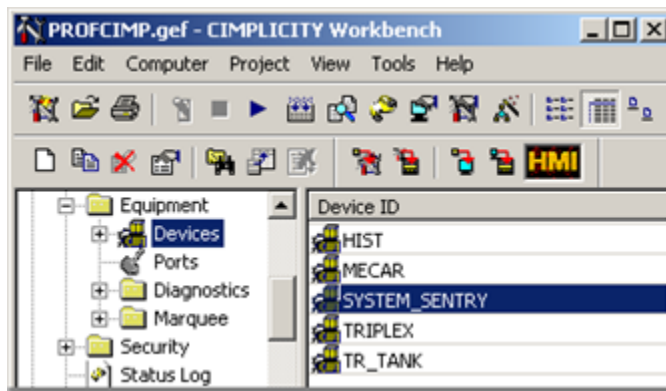 PROFCIMP.gef - CIMPLICITY Workbench
File Edit Computer Project View Tools Help
HMI
Equipment
Devices
Ports
Diagnostics
Marquee
Security
Status Log
Device ID
HIST
MECAR
SYSTEM_SENTRY
TRIPLEX
TR_TANK